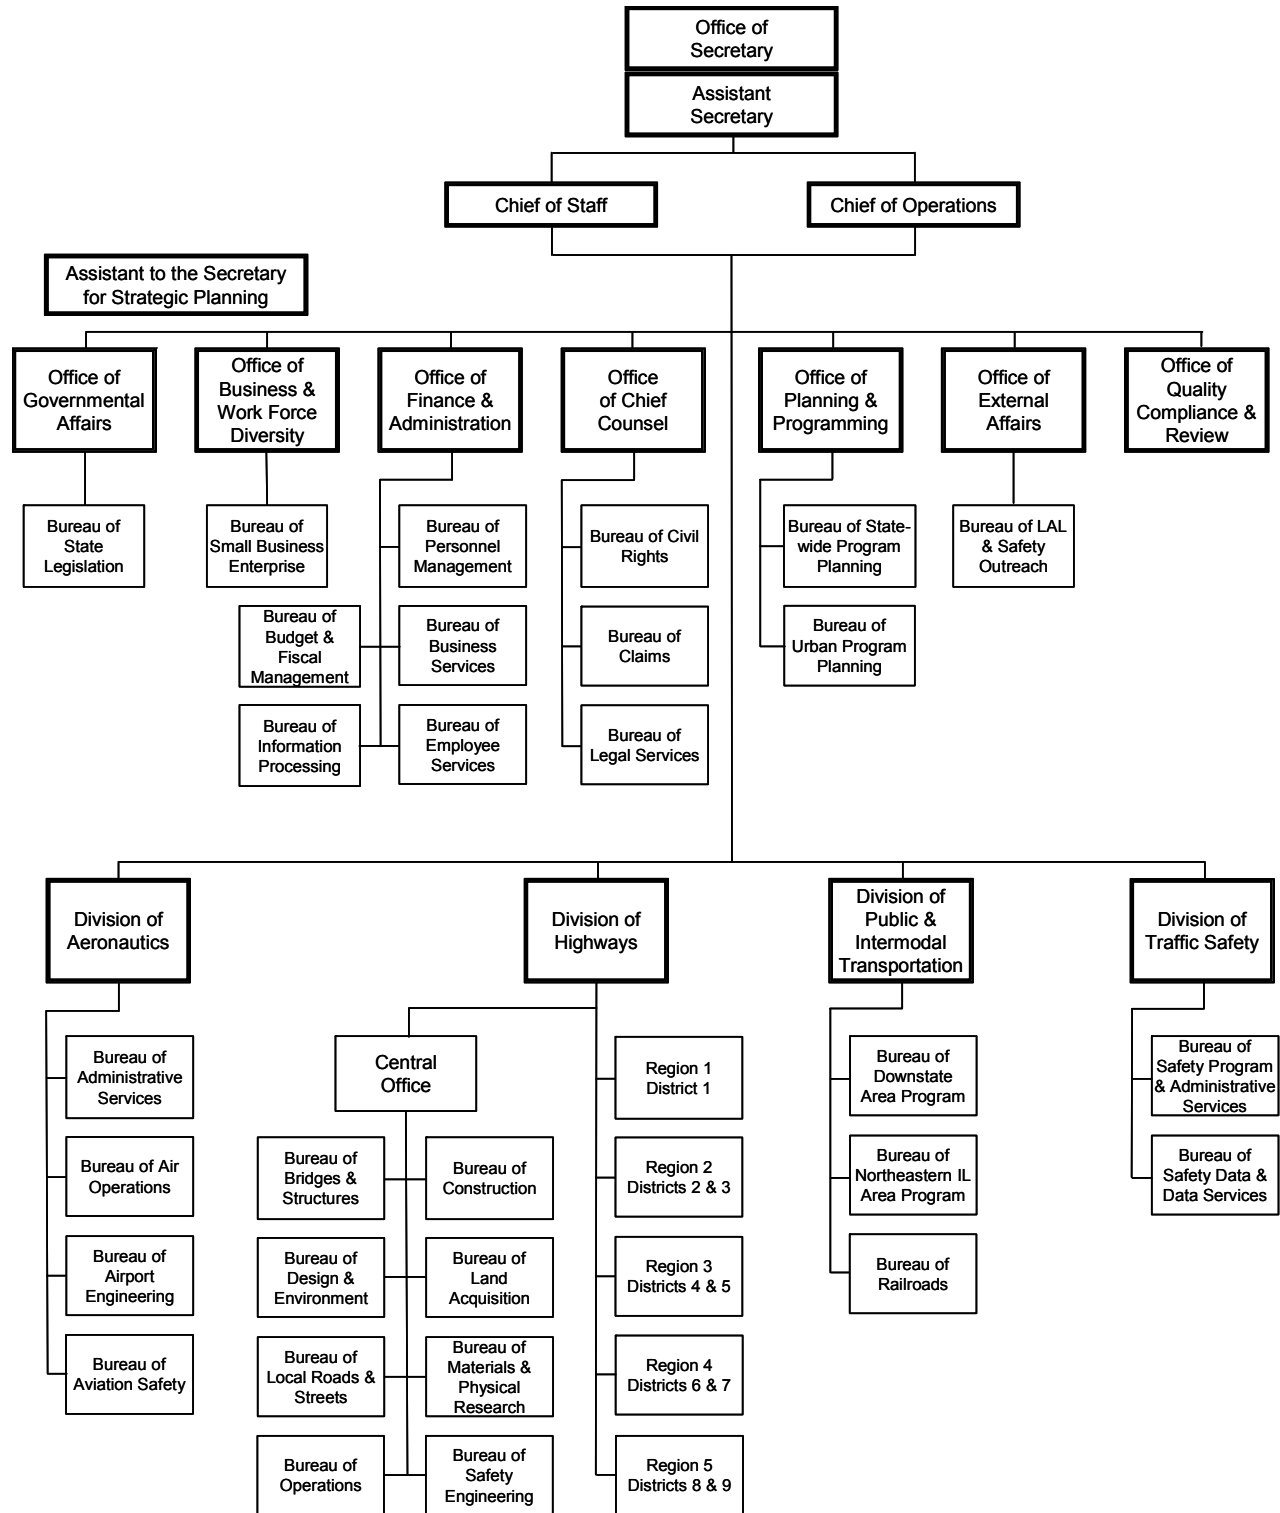 Office of
Secretary
Assistant
Secretary
Chief of Staff
Chief of Operations
Assistant to the Secretary
for Strategic Planning
Office of
Governmental
Affairs
Office of
Business &
Work Force
Diversity
Office of
Finance &
Administration
Office
of Chief
Counsel
Office of
Planning &
Programming
Office of
External
Affairs
Office of
Quality
Compliance &
Review
Bureau of
State
Legislation
Bureau of
Small Business
Enterprise
Bureau of
Personnel
Management
Bureau of Civil
Rights
Bureau of State-
wide Program
Planning
Bureau of LAL
& Safety
Outreach
Bureau of
Budget &
Fiscal
Management
Bureau of
Business
Services
Bureau of
Claims
Bureau of
Urban Program
Planning
Bureau of
Information
Processing
Bureau of
Employee
Services
Bureau of
Legal Services
Division of
Aeronautics
Division of
Highways
Division of
Public &
Intermodal
Transportation
Division of
Traffic Safety
Bureau of
Administrative
Services
Bureau of Air
Operations
Bureau of
Airport
Engineering
Bureau of
Aviation Safety
Central
Office
Bureau of
Bridges &
Structures
Bureau of
Construction
Bureau of
Design &
Environment
Bureau of
Land
Acquisition
Bureau of
Local Roads &
Streets
Bureau of
Materials &
Physical
Research
Bureau of
Operations
Bureau of
Safety
Engineering
Region 1
District 1
Region 2
Districts 2 & 3
Region 3
Districts 4 & 5
Region 4
Districts 6 & 7
Region 5
Districts 8 & 9
Bureau of
Downstate
Area Program
Bureau of
Northeastern IL
Area Program
Bureau of
Railroads
Bureau of
Safety Program
& Administrative
Services
Bureau of
Safety Data &
Data Services